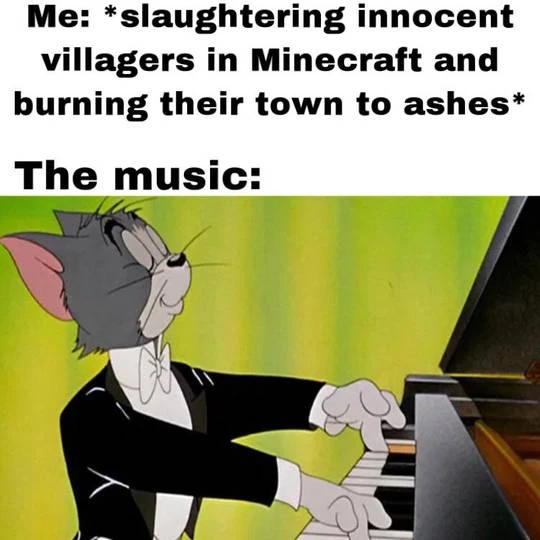 Me: *slaughtering innocent
villagers in Minecraft and
burning their town to ashes*
The music: